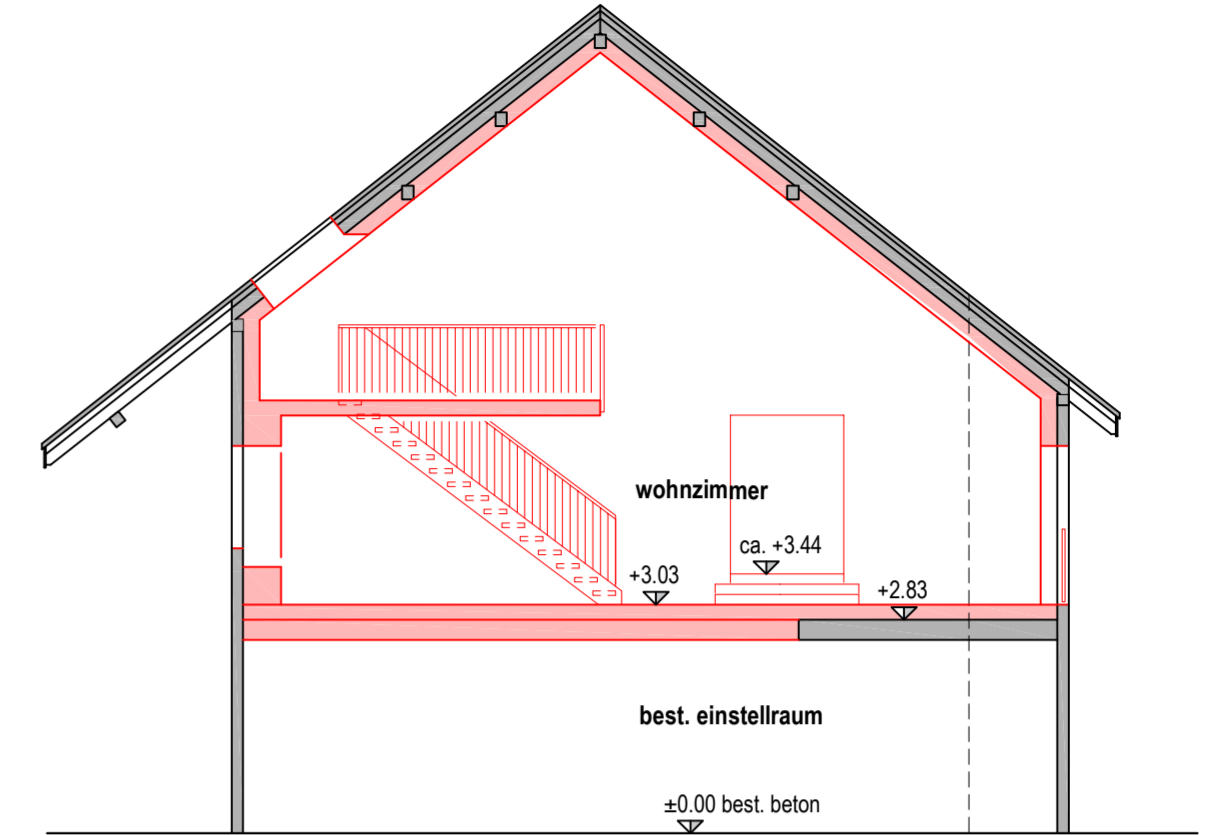 wohnzimmer
ca. +3.44
+3.03
+2.83
best. einstellraum
±0.00 best. beton